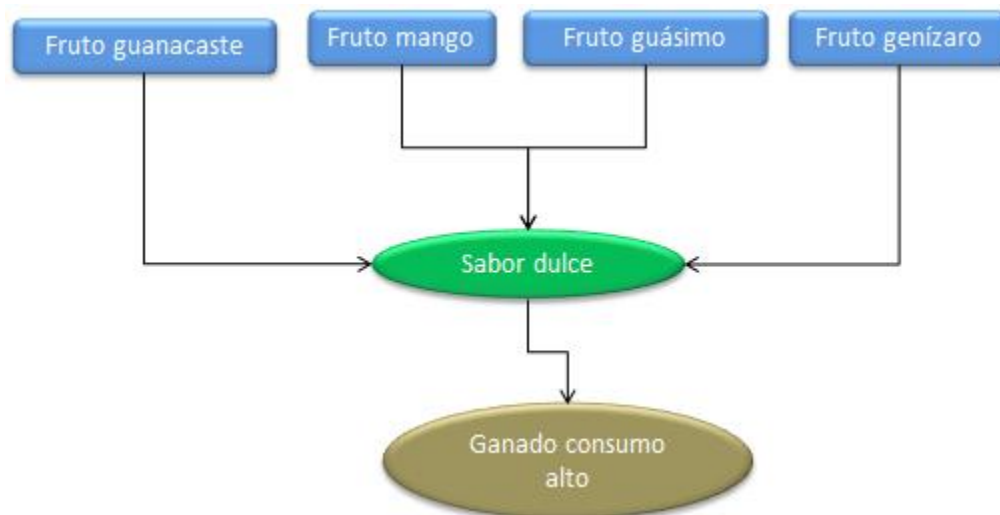 Fruto guanacaste
Fruto mango
Fruto guásimo
Fruto genízaro
Sabor dulce
Ganado consumo
alto